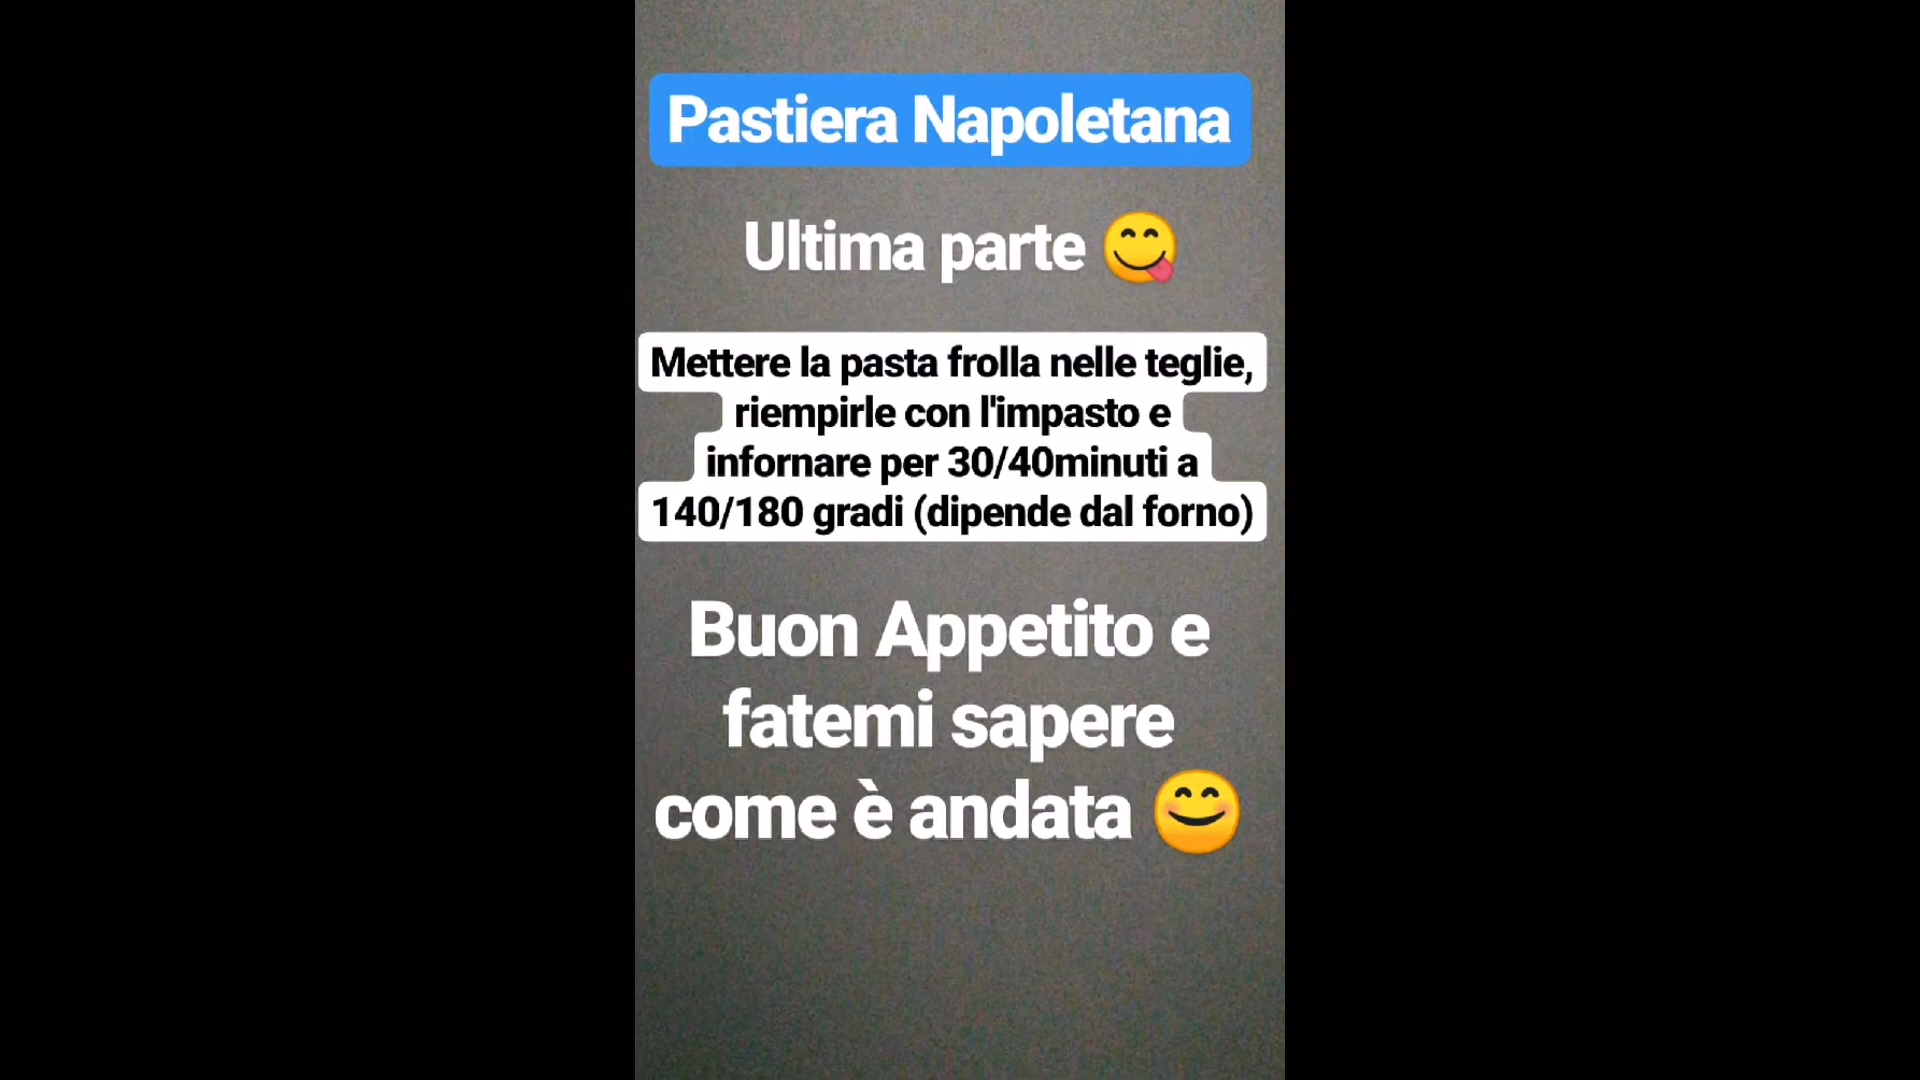 Pastiera Napoletana
Ultima parte 😋
Mettere la pasta frolla nelle teglie,
riempirle con l'impasto e
infornare per 30/40minuti a
140/180 gradi (dipende dal forno)
Buon Appetito e
fatemi sapere
come è andata 😊